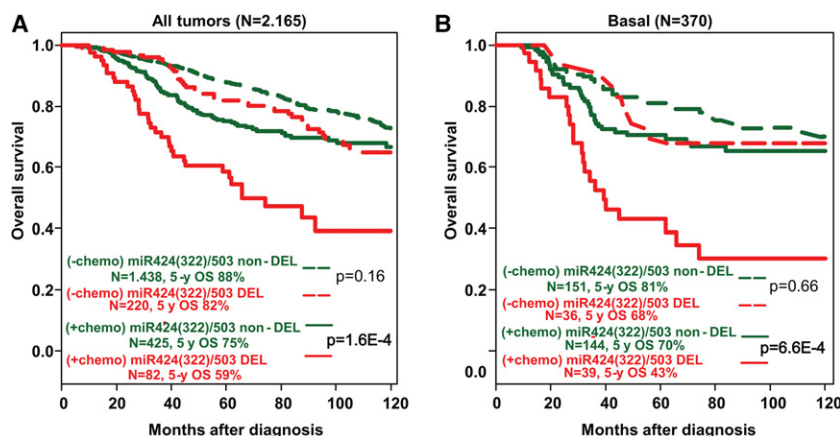 A
All tumors (N=2.165)
Overall survival
1.0
0.8
0.6
0.4
0.2
0.0
(-chemo) miR424(322)/503 non-DEL
N=1.438, 5-y OS 88%
(-chemo) miR424(322)/503 DEL
N=220, 5 y OS 82%
p=0.16
(+chemo) miR424(322)/503 non-DEL
N=425, 5 y OS 75%
(+chemo) miR424(322)/503 DEL
N=82, 5 y OS 59%
p=1.6E-4
0 20 40 60 80 100 120
Months after diagnosis
B
Basal (N=370)
Overall survival
1.0
0.8
0.6
0.4
0.2
0.0
(-chemo) miR424(322)/503 non-DEL
N=151, 5-y OS 81%
(-chemo) miR424(322)/503 DEL
N=36, 5-y OS 68%
p=0.66
(+chemo) miR424(322)/503 non-DEL
N=144, 5 y OS 70%
(+chemo) miR424(322)/503 DEL
N=39, 5-y OS 43%
p=6.6E-4
0 20 40 60 80 100 120
Months after diagnosis